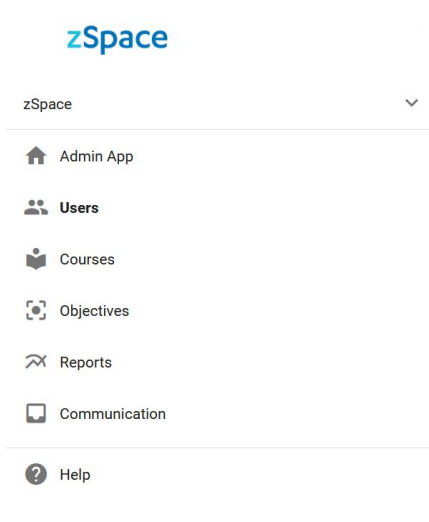 zSpace
zSpace
Admin App
Users
Courses
Objectives
Reports
Communication
Help